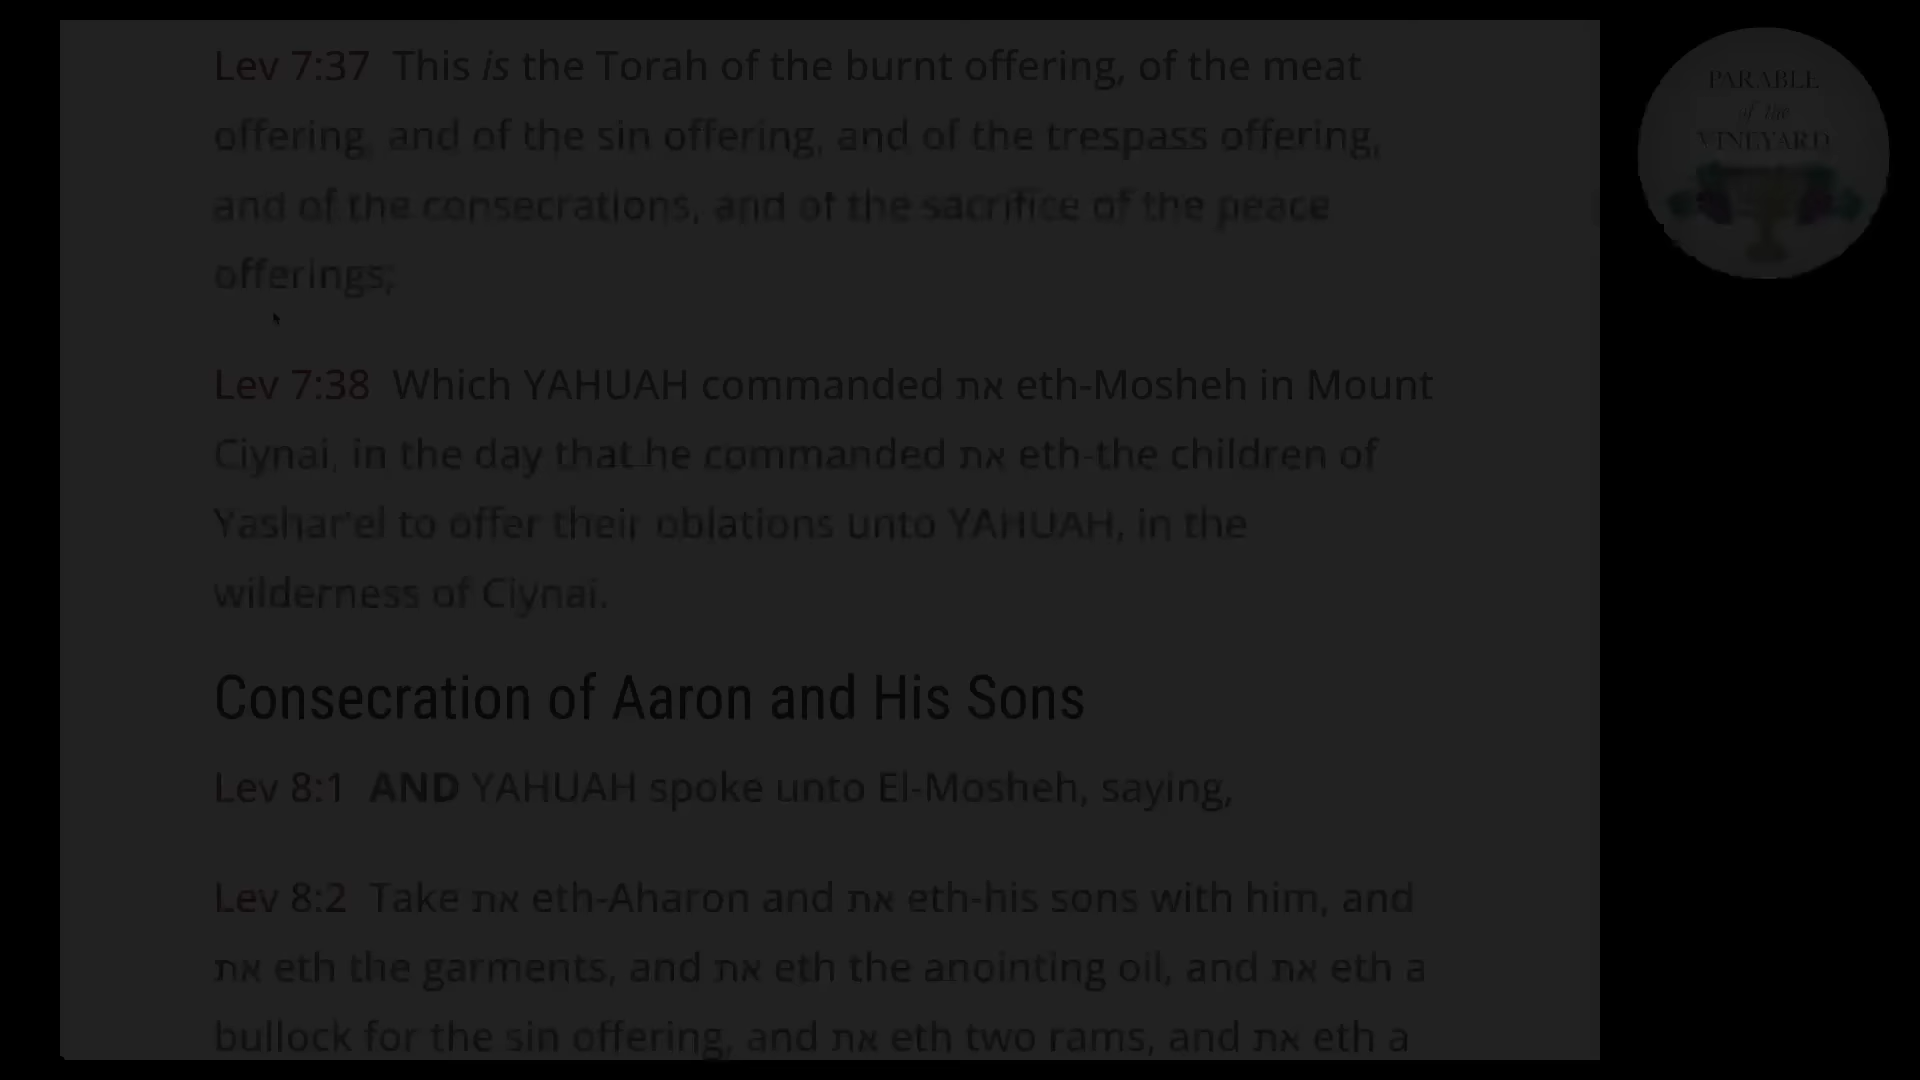 Lev 7:37 This is the Torah of the burnt offering, of the meat
offering, and of the sin offering, and of the trespass offering,
and of the consecrations, and of the sacrifice of the peace
offerings;
Lev 7:38 Which YAHUAH commanded את eth-Mosheh in Mount
Ciynai, in the day that he commanded את eth-the children of
Yashar'el to offer their oblations unto YAHUAH, in the
wilderness of Ciynai.
Consecration of Aaron and His Sons
Lev 8:1 AND YAHUAH spoke unto El-Mosheh, saying,
Lev 8:2 Take את eth-Aharon and את eth-his sons with him, and
את eth the garments, and את eth the anointing oil, and את eth a
bullock for the sin offering, and את eth two rams, and את eth a
PARABLE
of the
VINEYARD